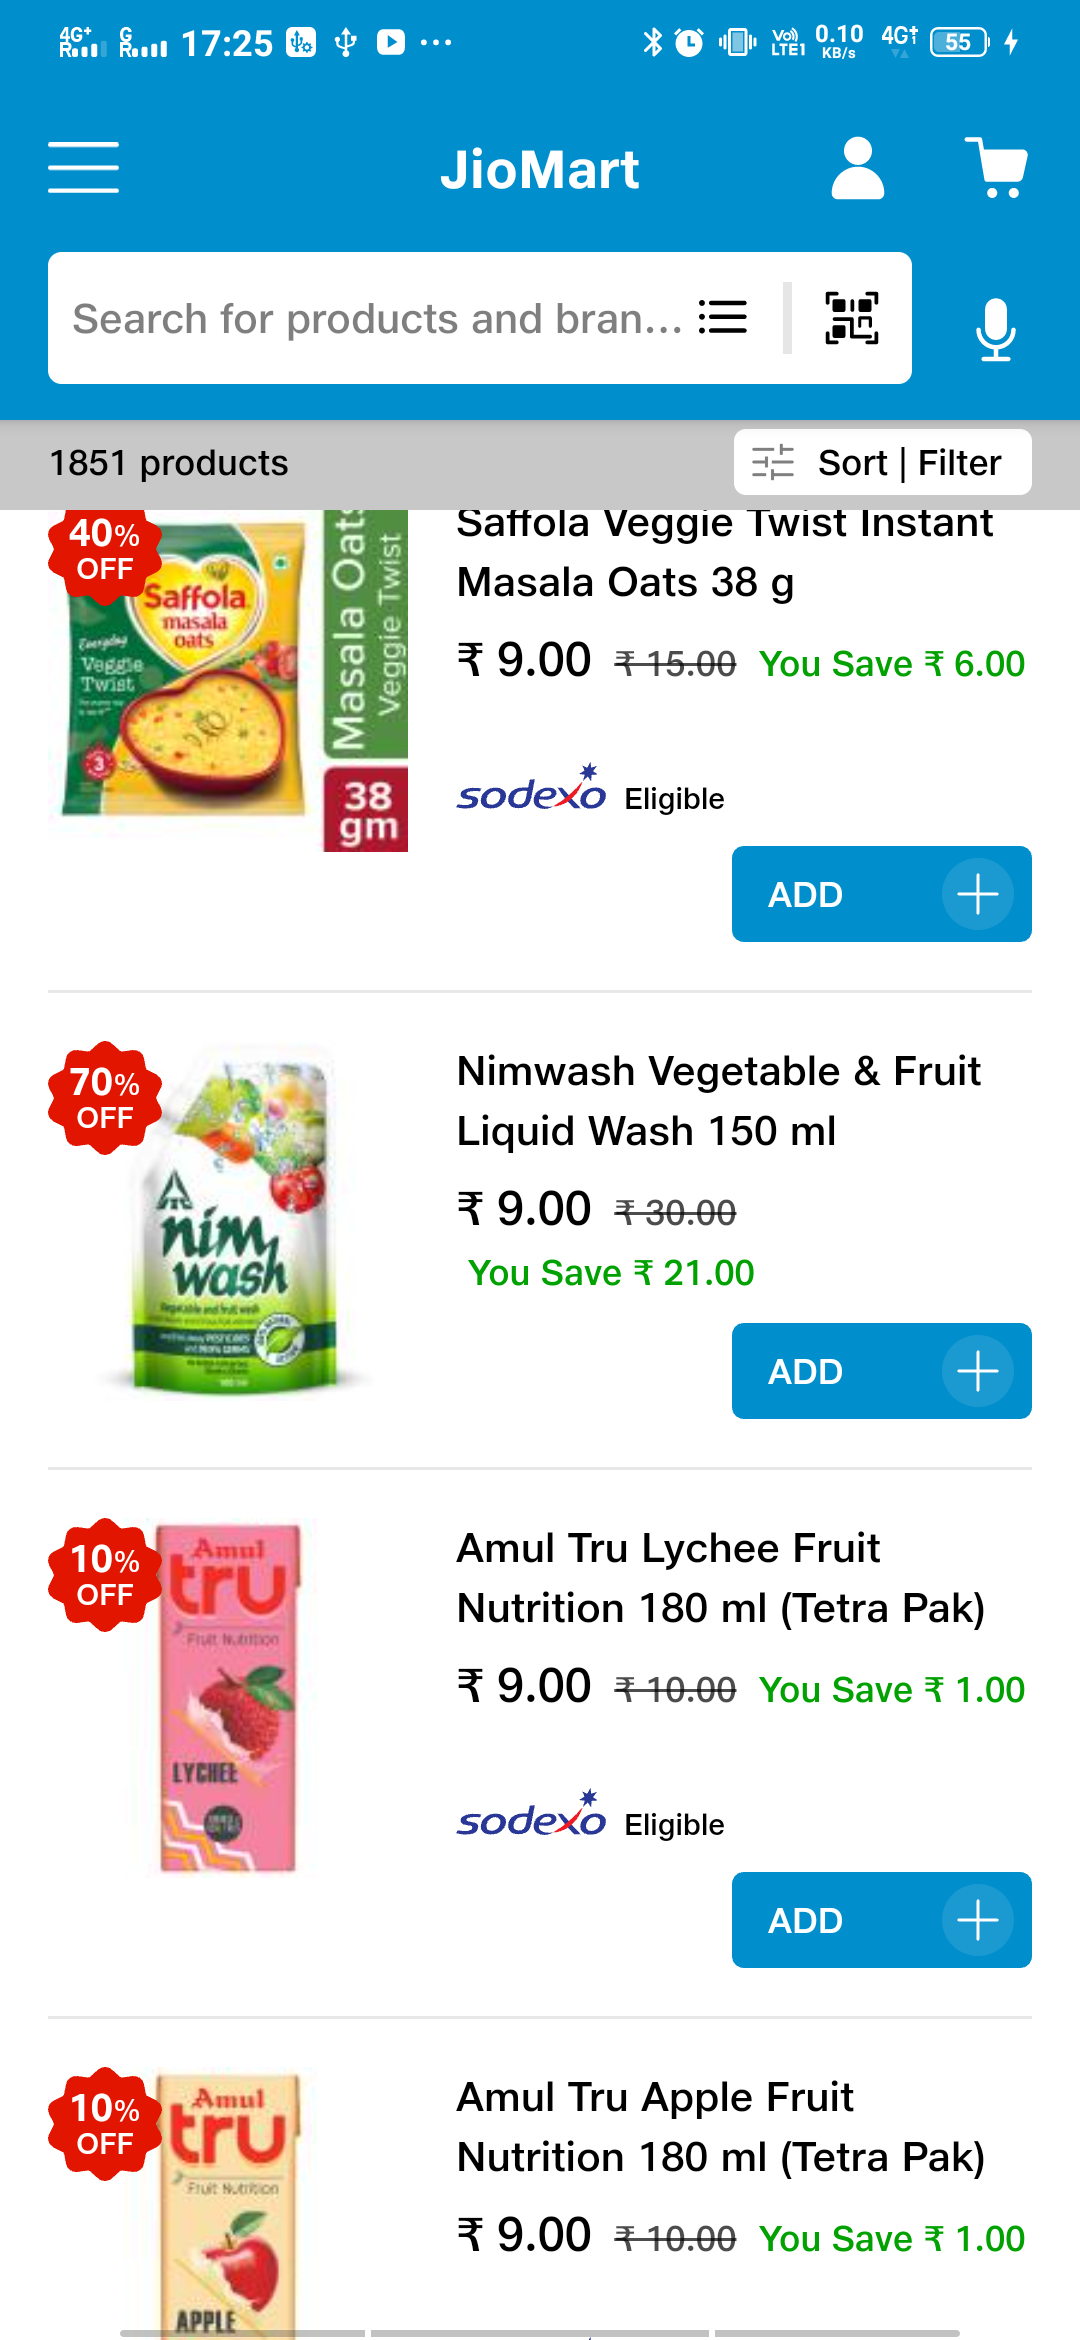 4G+ R G R 17:25 Vo) LTE1 0.10 KB/s 4G+ 55
JioMart
Search for products and bran...
1851 products
Sort | Filter
40% OFF
Saffola
masala
oats
Everyday
Veggie
Twist
3
Masala Oats
Veggie Twist
38
gm
Saffola Veggie Twist Instant
Masala Oats 38 g
₹ 9.00 ₹ 15.00 You Save ₹ 6.00
sodexo Eligible
ADD
70% OFF
nim
wash
Nimwash Vegetable & Fruit
Liquid Wash 150 ml
₹ 9.00 ₹ 30.00
You Save ₹ 21.00
ADD
10% OFF
Amul
tru
Fruit Nutrition
LYCHEE
Amul Tru Lychee Fruit
Nutrition 180 ml (Tetra Pak)
₹ 9.00 ₹ 10.00 You Save ₹ 1.00
sodexo Eligible
ADD
10% OFF
Amul
tru
Fruit Nutrition
APPLE
Amul Tru Apple Fruit
Nutrition 180 ml (Tetra Pak)
₹ 9.00 ₹ 10.00 You Save ₹ 1.00